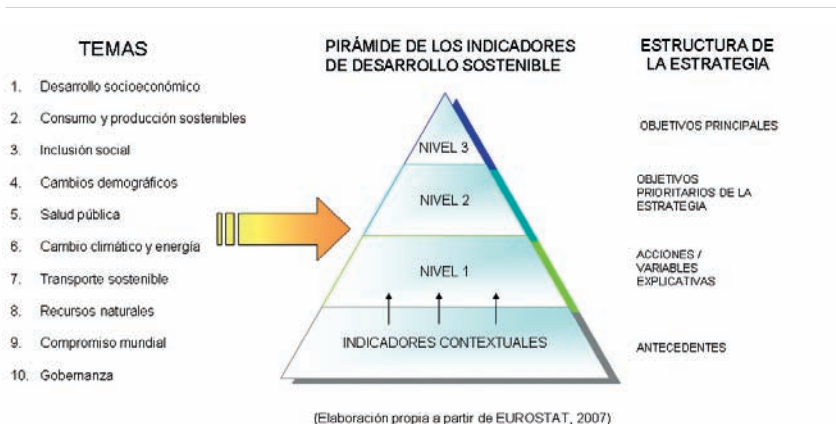 TEMAS
1. Desarrollo socioeconómico
2. Consumo y producción sostenibles
3. Inclusión social
4. Cambios demográficos
5. Salud pública
6. Cambio climático y energía
7. Transporte sostenible
8. Recursos naturales
9. Compromiso mundial
10. Gobernanza
PIRÁMIDE DE LOS INDICADORES
DE DESARROLLO SOSTENIBLE
NIVEL 3
NIVEL 2
NIVEL 1
INDICADORES CONTEXTUALES
ESTRUCTURA DE
LA ESTRATEGIA
OBJETIVOS PRINCIPALES
OBJETIVOS
PRIORITARIOS DE LA
ESTRATEGIA
ACCIONES /
VARIABLES
EXPLICATIVAS
ANTECEDENTES
(Elaboración propia a partir de EUROSTAT, 2007)